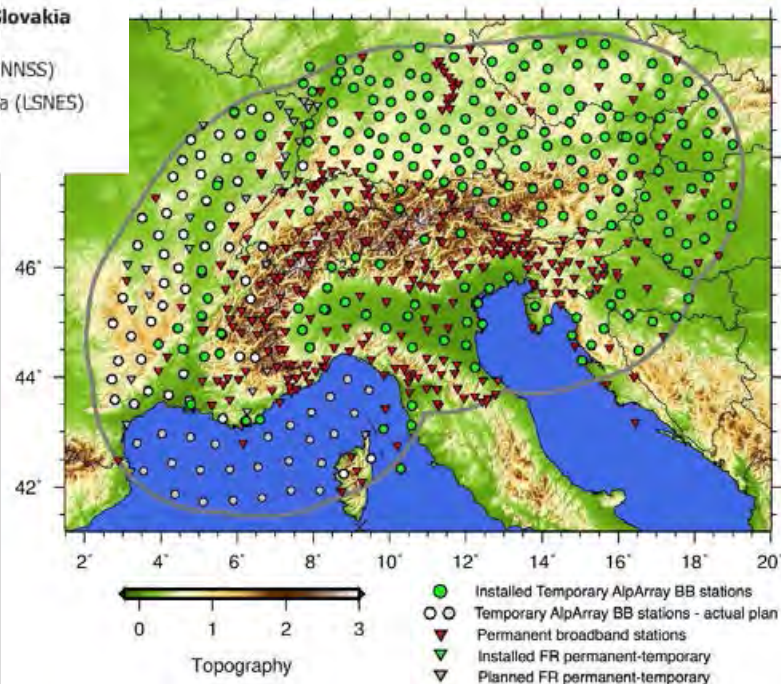 Slovakia
NNSS)
a (LSNES)
46˚
44˚
42˚
2˚ 4˚ 6˚ 8˚ 10˚ 12˚ 14˚ 16˚ 18˚ 20
0 1 2 3
Topography
Installed Temporary AlpArray BB stations
Temporary AlpArray BB stations - actual plan
Permanent broadband stations
Installed FR permanent-temporary
Planned FR permanent-temporary